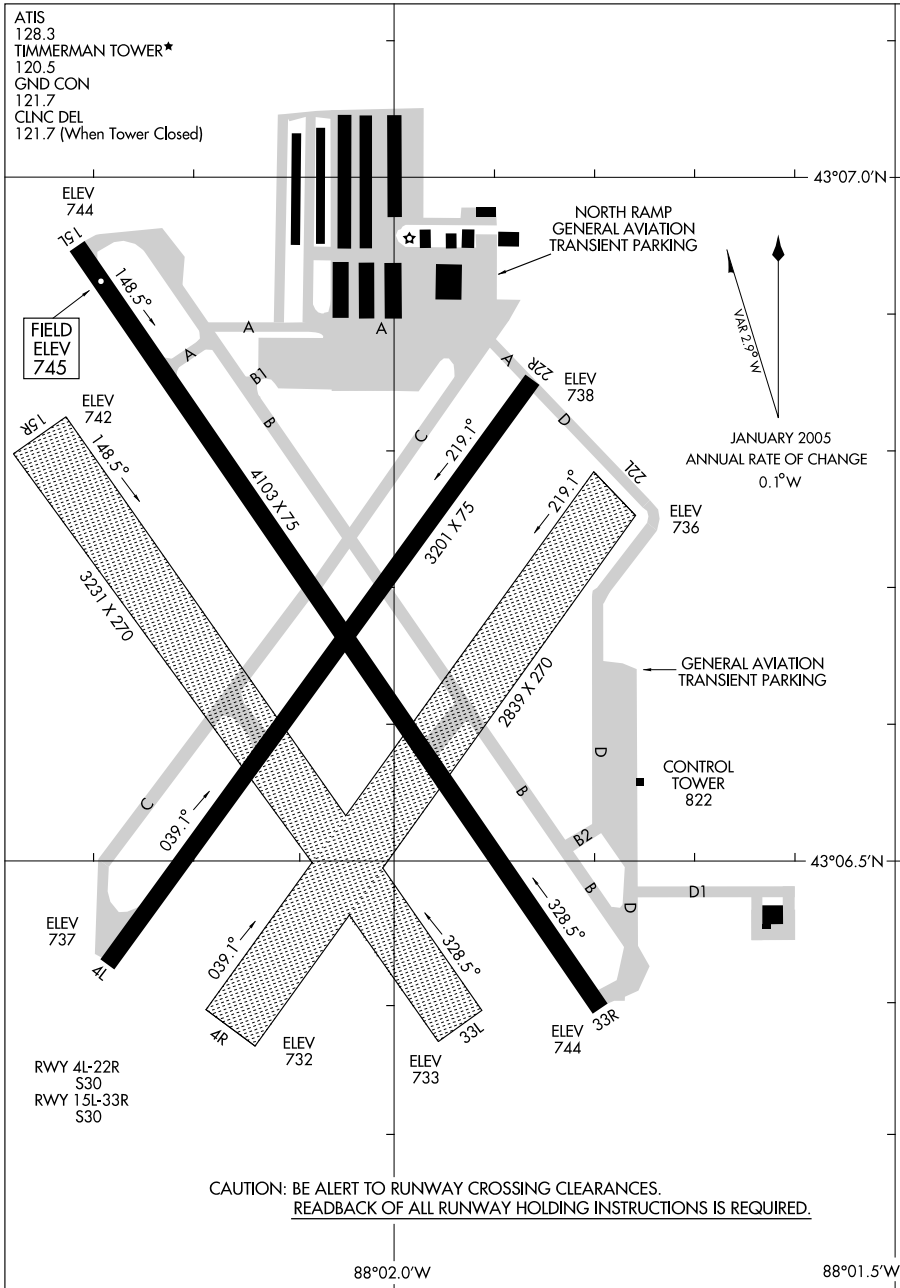 ATIS
128.3
TIMMERMAN TOWER★
120.5
GND CON
121.7
CLNC DEL
121.7 (When Tower Closed)
43°07.0'N
ELEV
744
15L
148.5°
FIELD
ELEV
745
NORTH RAMP
GENERAL AVIATION
TRANSIENT PARKING
VAR 2.9° W
JANUARY 2005
ANNUAL RATE OF CHANGE
0.1°W
A
A
A
A
B1
B
C
D
22R
ELEV
738
219.1°
ELEV
742
15R
148.5°
4103 X 75
3201 X 75
22L
219.1°
ELEV
736
3231 X 270
2839 X 270
GENERAL AVIATION
TRANSIENT PARKING
D
CONTROL
TOWER
822
C
039.1°
B
B2
43°06.5'N
B
D
D1
328.5°
ELEV
737
4L
039.1°
328.5°
4R
ELEV
732
33L
ELEV
733
ELEV
744
33R
RWY 4L-22R
S30
RWY 15L-33R
S30
CAUTION: BE ALERT TO RUNWAY CROSSING CLEARANCES.
READBACK OF ALL RUNWAY HOLDING INSTRUCTIONS IS REQUIRED.
88°02.0'W
88°01.5'W